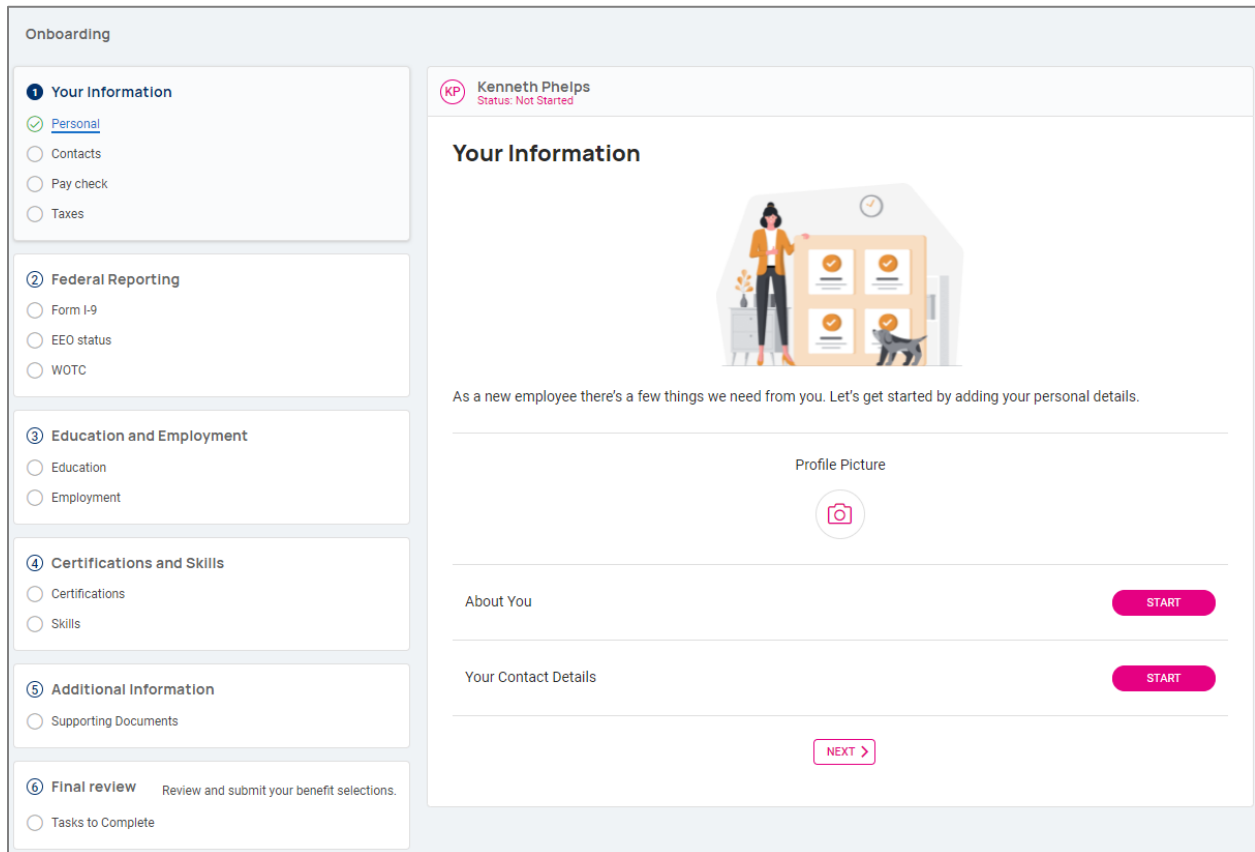 Onboarding
1 Your Information
Personal
Contacts
Pay check
Taxes
2 Federal Reporting
Form I-9
EEO status
WOTC
3 Education and Employment
Education
Employment
4 Certifications and Skills
Certifications
Skills
5 Additional Information
Supporting Documents
6 Final review Review and submit your benefit selections.
Tasks to Complete
KP Kenneth Phelps
Status: Not Started
Your Information
As a new employee there's a few things we need from you. Let's get started by adding your personal details.
Profile Picture
About You START
Your Contact Details START
NEXT